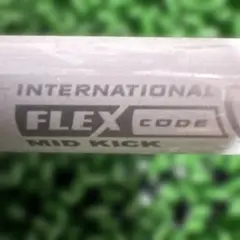 INTERNATIONAL
FLEX CODE
MID KICK